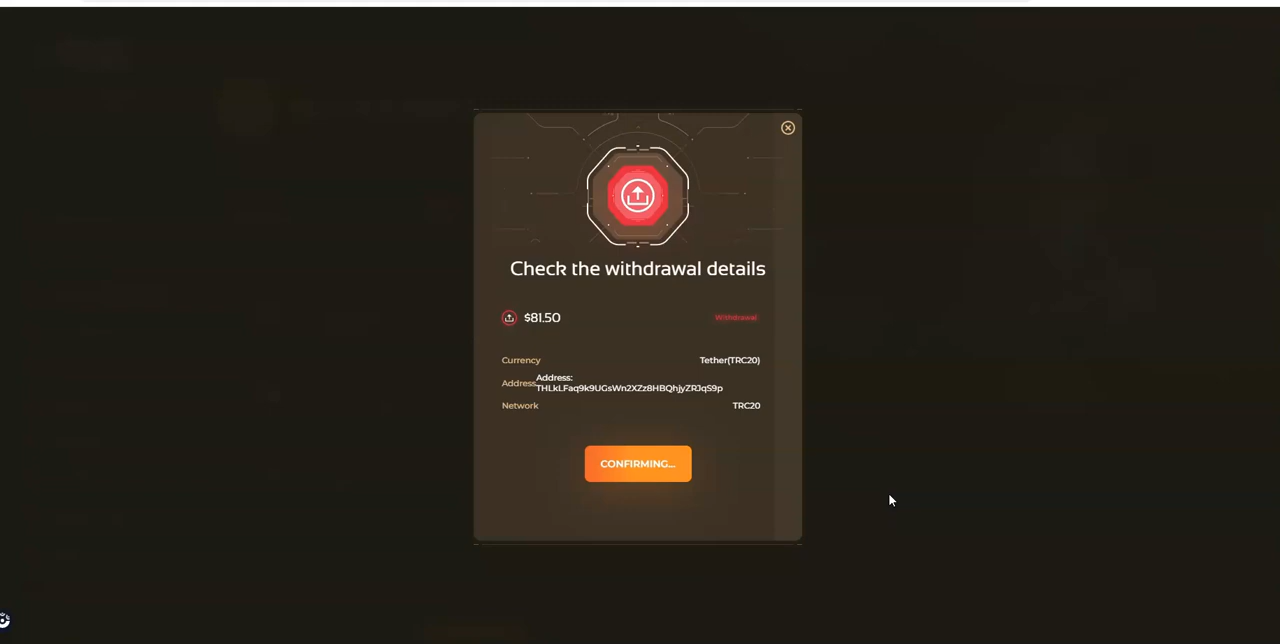 Check the withdrawal details
$81.50 Withdrawal
Currency Tether(TRC20)
Address Address:
THLkLFaq9k9UGsWn2XZz8HBQhjyZRJqS9p
Network TRC20
CONFIRMING...